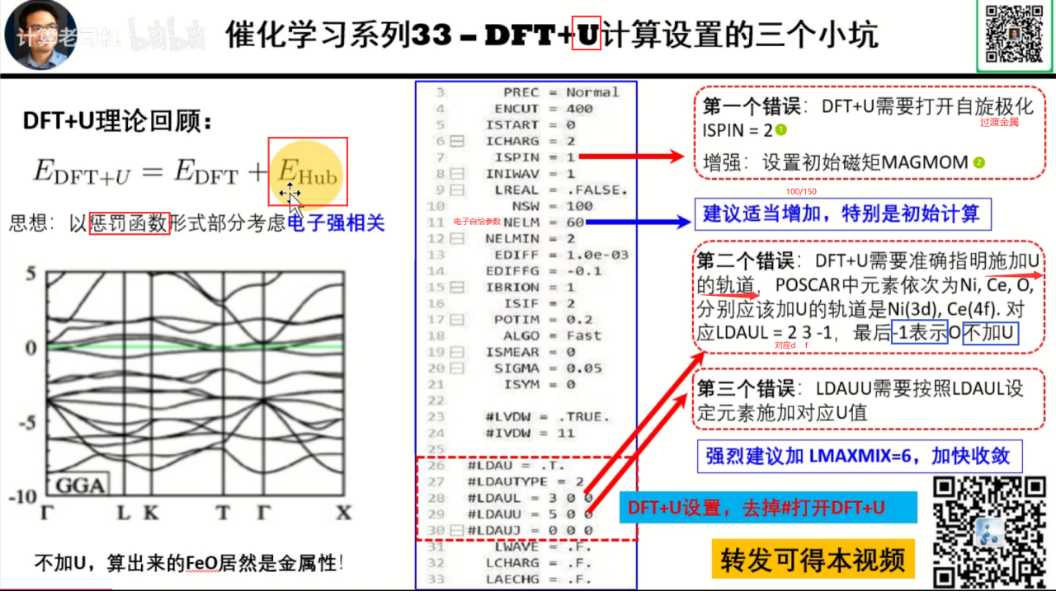 计算老司机 bilibili
催化学习系列33 – DFT+U计算设置的三个小坑
DFT+U理论回顾：
E_DFT+U = E_DFT + E_Hub
思想：以惩罚函数形式部分考虑电子强相关
5
0
-5
-10
GGA
Γ L K T Γ X
不加U，算出来的FeO居然是金属性！
3 PREC = Normal
4 ENCUT = 400
5 ISTART = 0
6 ICHARG = 2
7 ISPIN = 1
8 INIWAV = 1
9 LREAL = .FALSE.
10 NSW = 100
11 电子自恰参数 NELM = 60
12 NELMIN = 2
13 EDIFF = 1.0e-03
14 EDIFFG = -0.1
15 IBRION = 1
16 ISIF = 2
17 POTIM = 0.2
18 ALGO = Fast
19 ISMEAR = 0
20 SIGMA = 0.05
21 ISYM = 0
22
23 #LVDW = .TRUE.
24 #IVDW = 11
25
26 #LDAU = .T.
27 #LDAUTYPE = 2
28 #LDAUL = 3 0 0
29 #LDAUU = 5 0 0
30 #LDAUJ = 0 0 0
31 LWAVE = .F.
32 LCHARG = .F.
33 LAECHG = .F.
第一个错误：DFT+U需要打开自旋极化
过渡金属
ISPIN = 2 1
增强：设置初始磁矩MAGMOM 2
100/150
建议适当增加，特别是初始计算
第二个错误：DFT+U需要准确指明施加U
的轨道，POSCAR中元素依次为Ni, Ce, O,
分别应该加U的轨道是Ni(3d), Ce(4f). 对
应LDAUL = 2 3 -1，最后-1表示O不加U
对应d f
第三个错误：LDAUU需要按照LDAUL设
定元素施加对应U值
强烈建议加 LMAXMIX=6，加快收敛
DFT+U设置，去掉#打开DFT+U
转发可得本视频